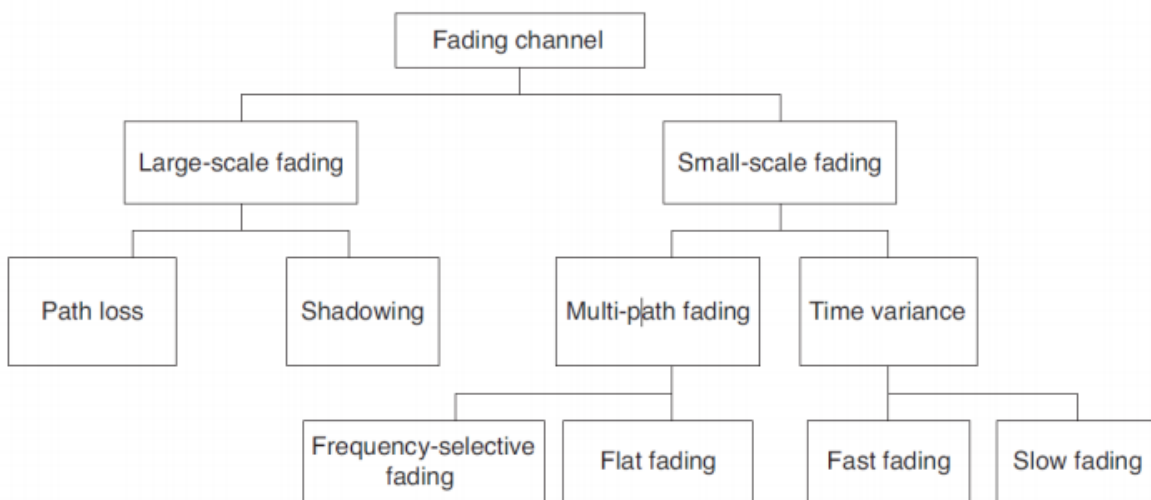 Fading channel
Large-scale fading
Small-scale fading
Path loss
Shadowing
Multi-path fading
Time variance
Frequency-selective
fading
Flat fading
Fast fading
Slow fading